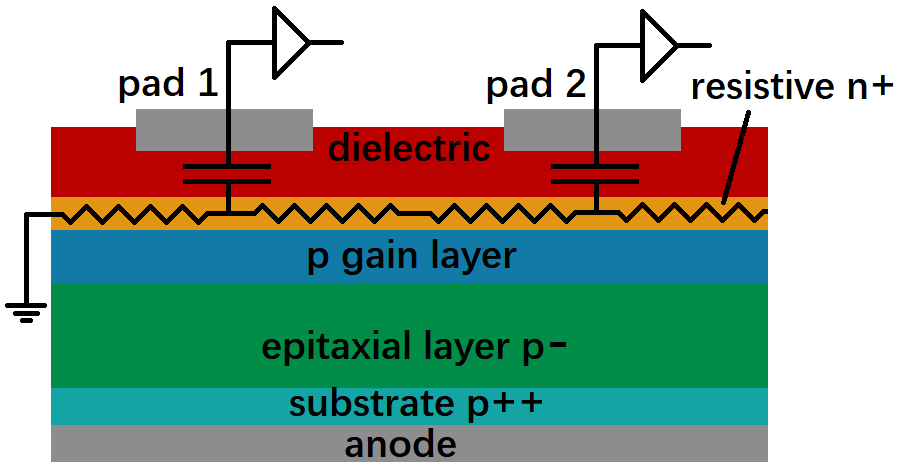 pad 1
pad 2
resistive n+
dielectric
p gain layer
epitaxial layer p-
substrate p++
anode